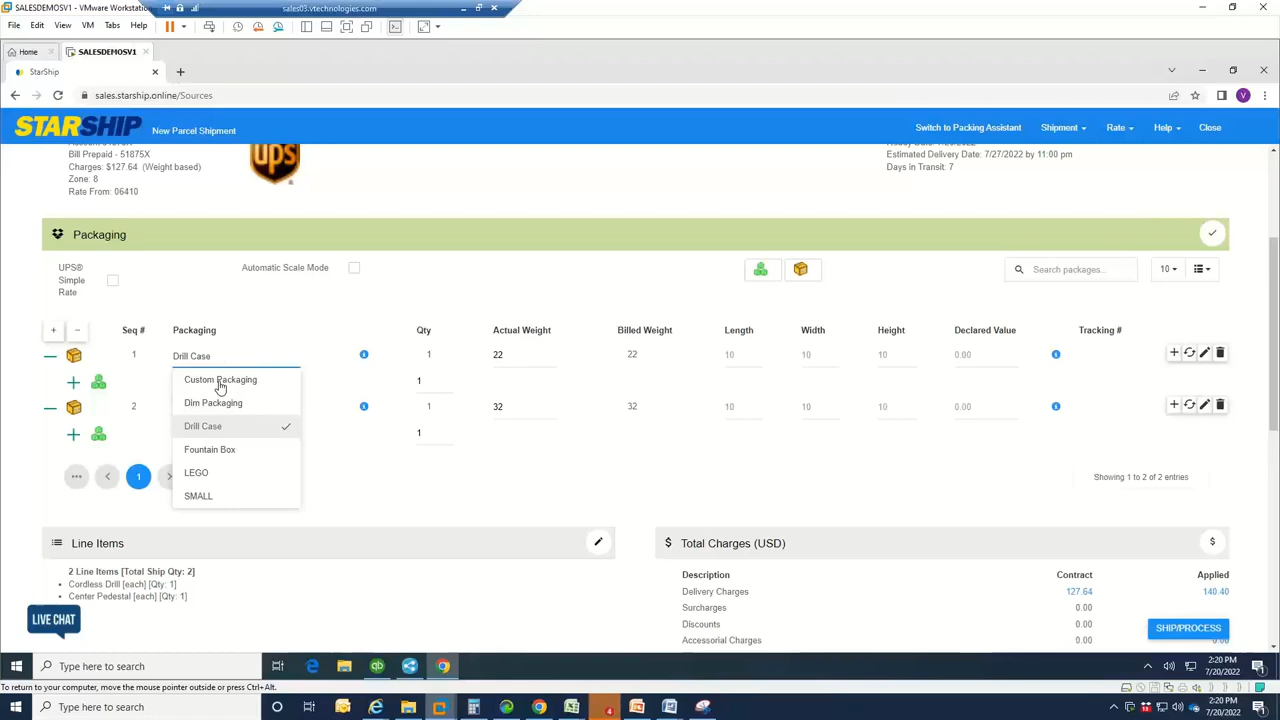 SALESDEMOSV1 - VMware Workstation
sales03.vtechnologies.com
File Edit View VM Tabs Help
Home SALESDEMOSV1
StarShip
sales.starship.online/Sources
V
STARSHIP New Parcel Shipment
Switch to Packing Assistant Shipment Rate Help Close
Bill Prepaid - 51875X
Charges: $127.64 (Weight based)
Zone: 8
Rate From: 06410
ups
Estimated Delivery Date: 7/27/2022 by 11:00 pm
Days in Transit: 7
Packaging
UPS®
Simple
Rate
Automatic Scale Mode
Search packages...
10
+ - Seq # Packaging Qty Actual Weight Billed Weight Length Width Height Declared Value Tracking #
1 Drill Case 1 22 22 10 10 10 0.00
1
2 1 32 32 10 10 10 0.00
1
Custom Packaging
Dim Packaging
Drill Case
Fountain Box
LEGO
SMALL
... < 1 >
Showing 1 to 2 of 2 entries
Line Items
2 Line Items [Total Ship Qty: 2]
• Cordless Drill [each] [Qty: 1]
• Center Pedestal [each] [Qty: 1]
$ Total Charges (USD) $
Description Contract Applied
Delivery Charges 127.64 140.40
Surcharges 0.00 0.00
Discounts 0.00 0.00
Accessorial Charges 0.00 0.00
LIVE CHAT
SHIP/PROCESS
Type here to search
2:20 PM
7/20/2022
To return to your computer, move the mouse pointer outside or press Ctrl+Alt.
Type here to search
2:20 PM
7/20/2022